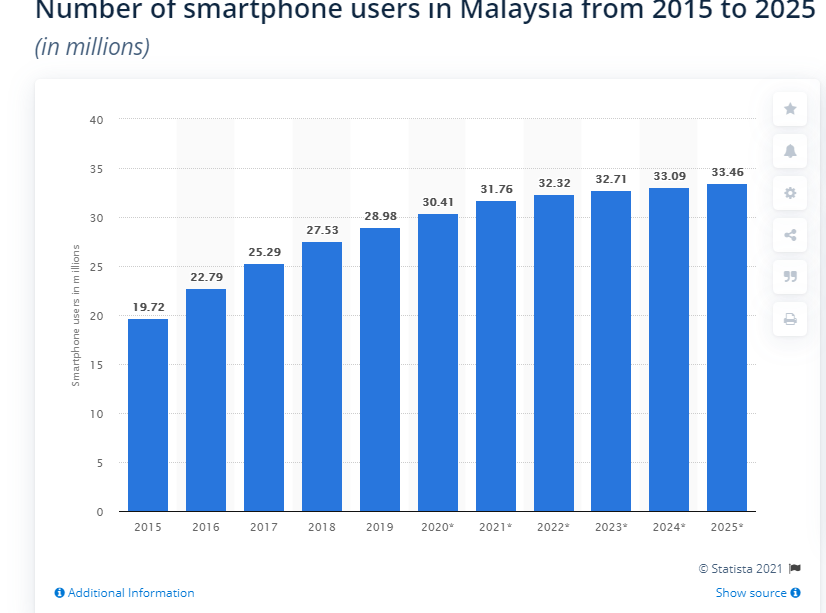 Number of smartphone users in Malaysia from 2015 to 2025
(in millions)
40
35
30
25
20
15
10
5
0
Smartphone users in millions
19.72
22.79
25.29
27.53
28.98
30.41
31.76
32.32
32.71
33.09
33.46
2015 2016 2017 2018 2019 2020* 2021* 2022* 2023* 2024* 2025*
© Statista 2021
Additional Information
Show source